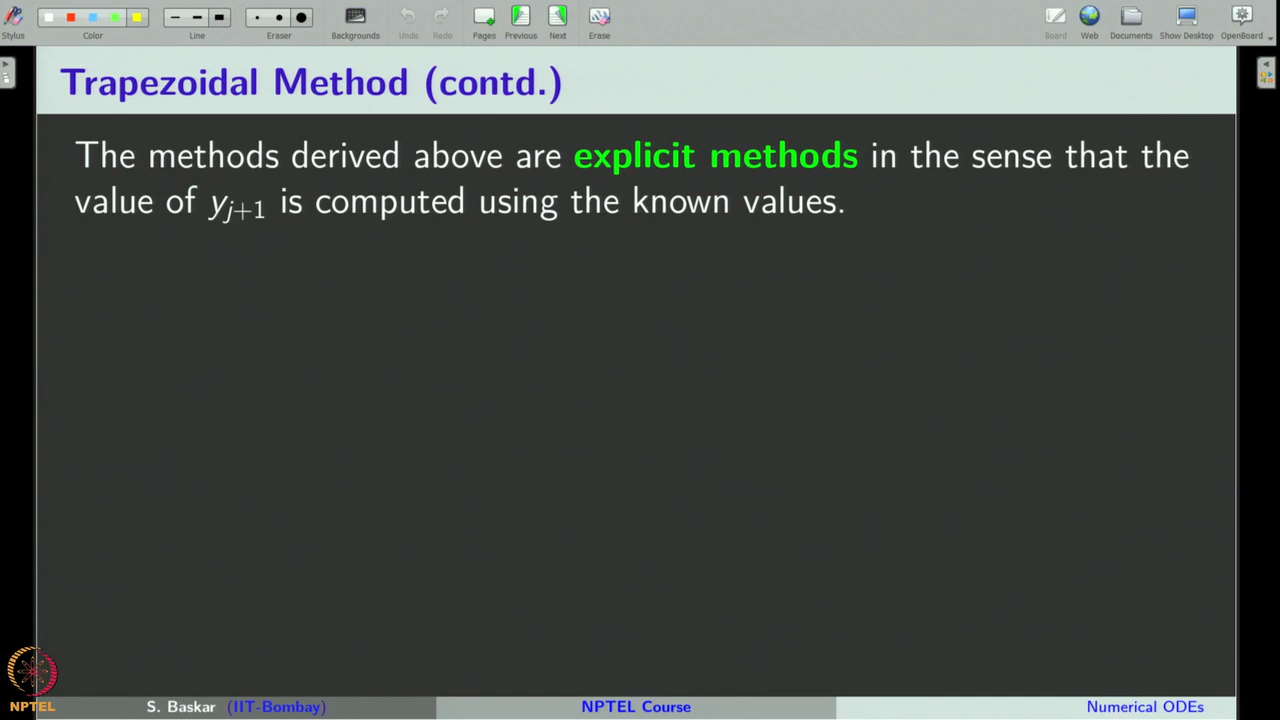 Stylus
Color
Line
Eraser
Backgrounds
Undo
Redo
Pages
Previous
Next
Erase
Board
Web
Documents
Show Desktop
OpenBoard
Trapezoidal Method (contd.)
The methods derived above are explicit methods in the sense that the
value of y_{j+1} is computed using the known values.
NPTEL
S. Baskar (IIT-Bombay)
NPTEL Course
Numerical ODEs